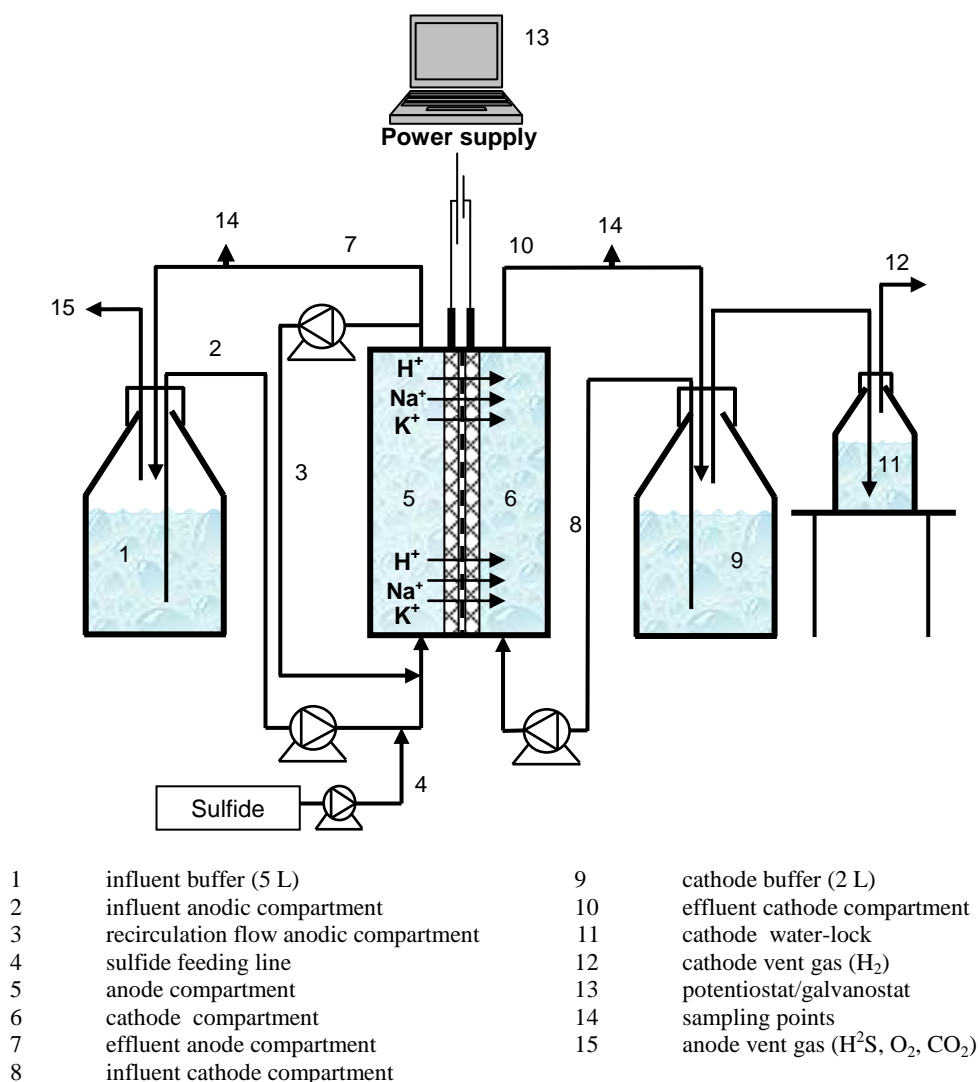 13
Power supply
14
7
10
14
12
15
2
H⁺
Na⁺
K⁺
3
5
6
8
11
1
9
H⁺
Na⁺
K⁺
4
Sulfide
1 influent buffer (5 L)
2 influent anodic compartment
3 recirculation flow anodic compartment
4 sulfide feeding line
5 anode compartment
6 cathode compartment
7 effluent anode compartment
8 influent cathode compartment
9 cathode buffer (2 L)
10 effluent cathode compartment
11 cathode water-lock
12 cathode vent gas (H₂)
13 potentiostat/galvanostat
14 sampling points
15 anode vent gas (H²S, O₂, CO₂)